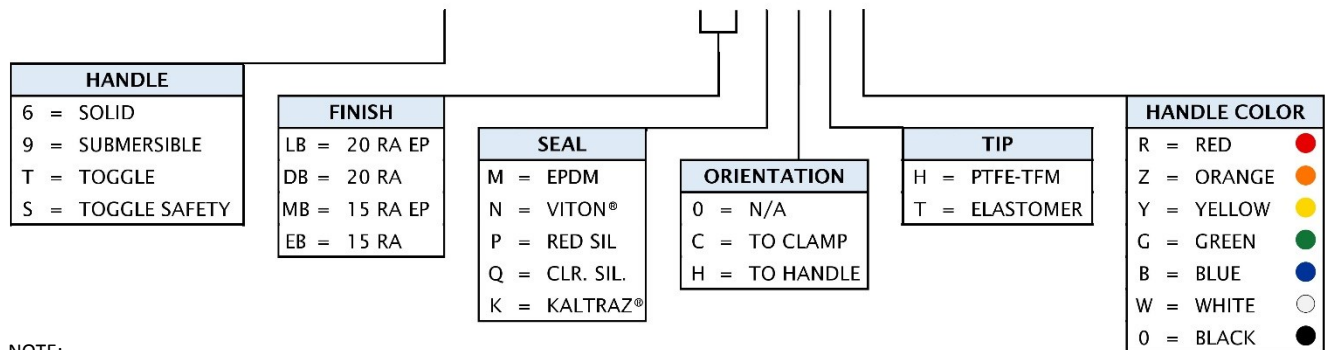 HANDLE
6 = SOLID
9 = SUBMERSIBLE
T = TOGGLE
S = TOGGLE SAFETY
FINISH
LB = 20 RA EP
DB = 20 RA
MB = 15 RA EP
EB = 15 RA
SEAL
M = EPDM
N = VITON®
P = RED SIL
Q = CLR. SIL.
K = KALTRAZ®
ORIENTATION
0 = N/A
C = TO CLAMP
H = TO HANDLE
TIP
H = PTFE-TFM
T = ELASTOMER
HANDLE COLOR
R = RED
Z = ORANGE
Y = YELLOW
G = GREEN
B = BLUE
W = WHITE
0 = BLACK
NOTE: